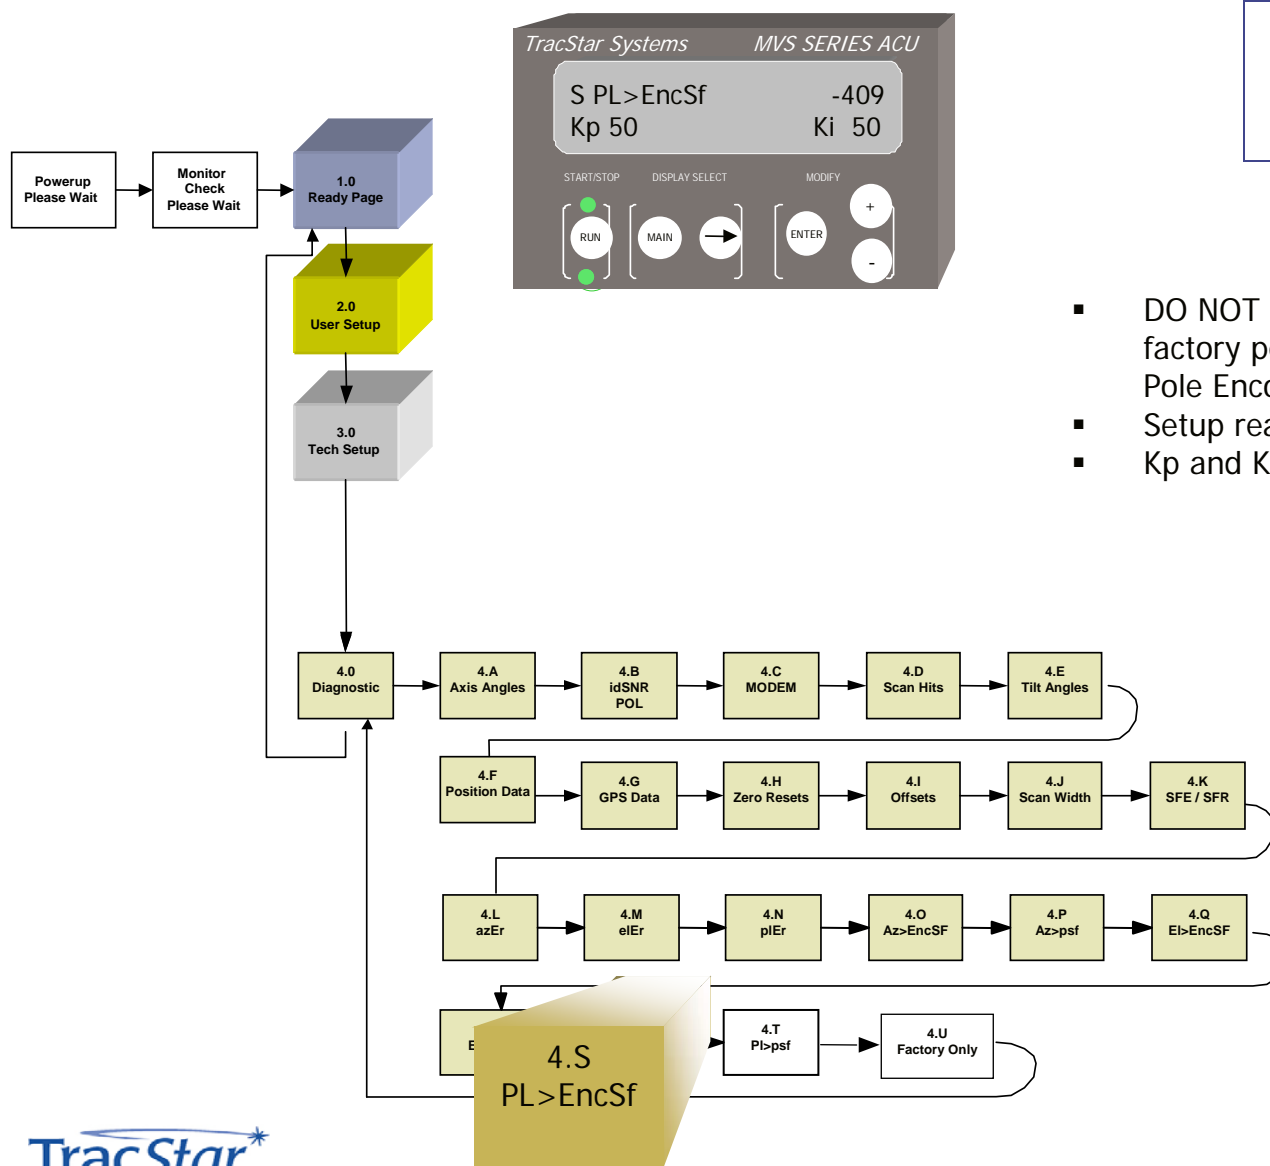 TracStar Systems MVS SERIES ACU
S PL>EncSf -409
Kp 50 Ki 50
START/STOP DISPLAY SELECT MODIFY
RUN MAIN ENTER + -
Powerup
Please Wait
Monitor
Check
Please Wait
1.0
Ready Page
2.0
User Setup
3.0
Tech Setup
▪ DO NOT
factory
Pole
▪ Setup
▪ Kp and
4.0
Diagnostic
4.A
Axis Angles
4.B
idSNR
POL
4.C
MODEM
4.D
Scan Hits
4.E
Tilt Angles
4.F
Position Data
4.G
GPS Data
4.H
Zero Resets
4.I
Offsets
4.J
Scan Width
4.K
SFE / SFR
4.L
azEr
4.M
elEr
4.N
plEr
4.O
Az>EncSF
4.P
Az>psf
4.Q
El>EncSF
4.S
PL>EncSf
4.T
Pl>psf
4.U
Factory Only
TracStar